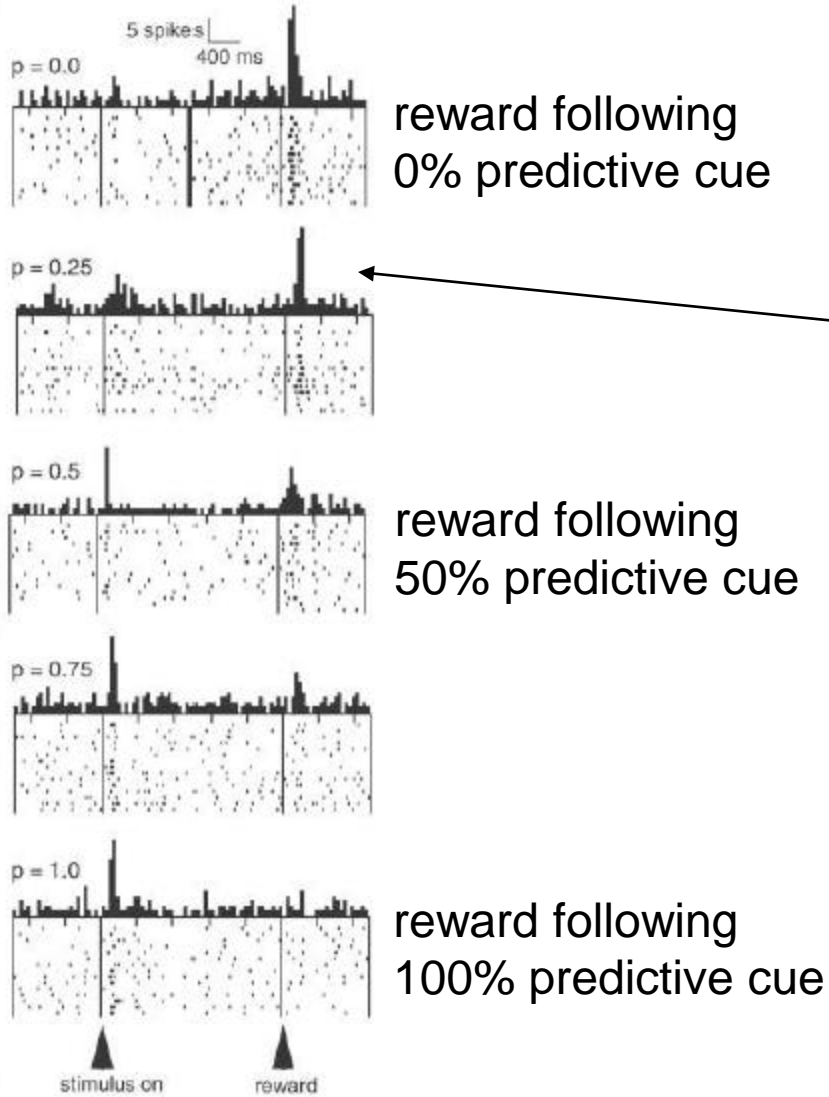 5 spikes
400 ms
p = 0.0
reward following
0% predictive cue
p = 0.25
p = 0.5
reward following
50% predictive cue
p = 0.75
p = 1.0
reward following
100% predictive cue
stimulus on
reward